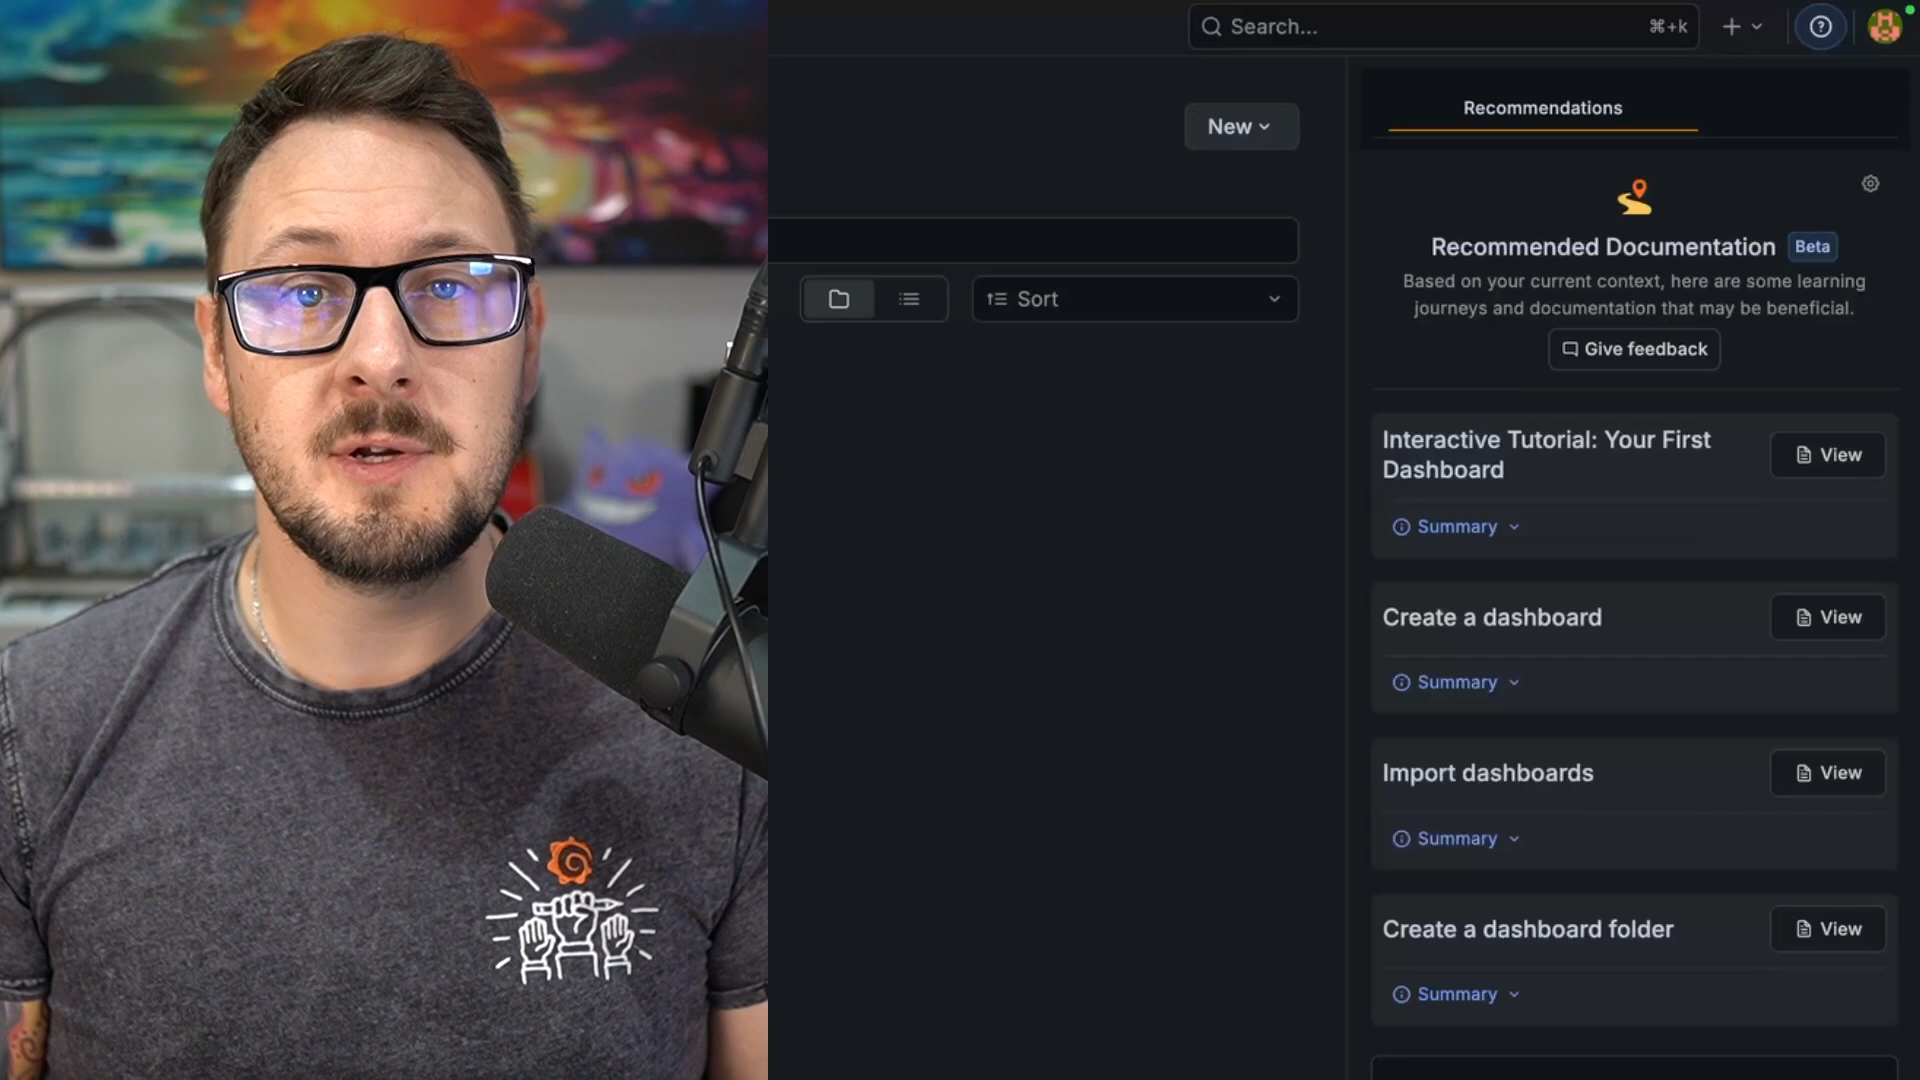 Search...
⌘+k
New
Recommendations
Sort
Recommended Documentation
Beta
Based on your current context, here are some learning
journeys and documentation that may be beneficial.
Give feedback
Interactive Tutorial: Your First
Dashboard
View
Summary
Create a dashboard
View
Summary
Import dashboards
View
Summary
Create a dashboard folder
View
Summary